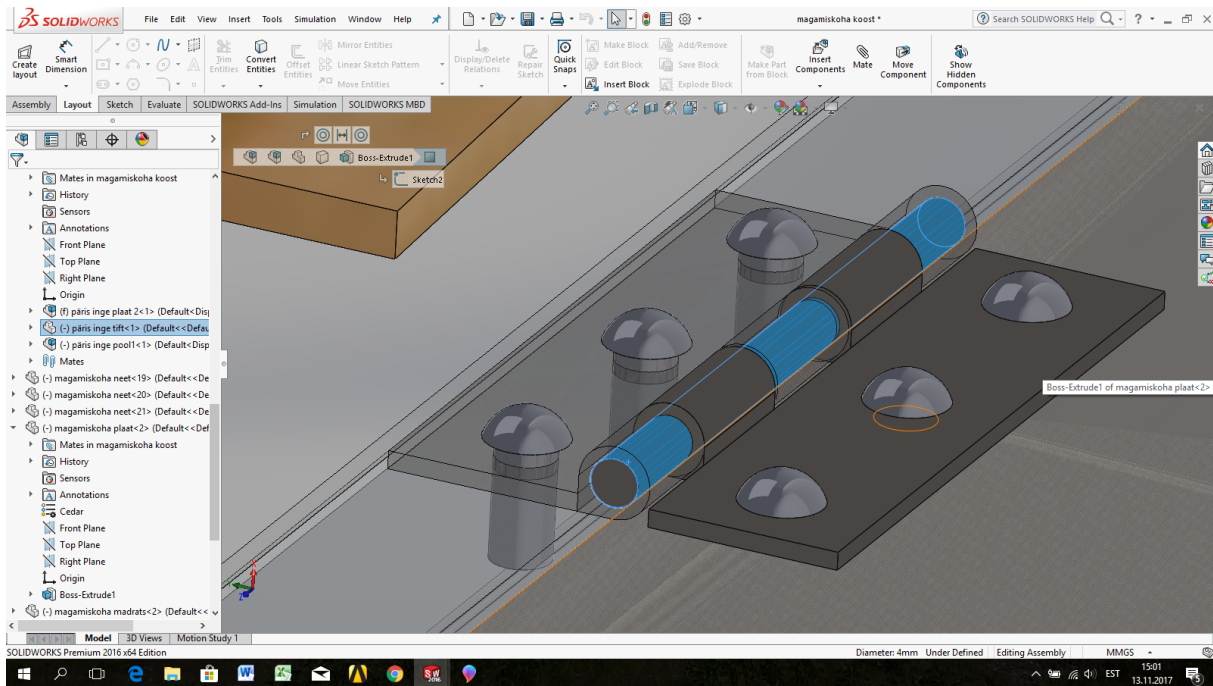 SOLIDWORKS File Edit View Insert Tools Simulation Window Help magamiskoha koost * Search SOLIDWORKS Help
Create layout
Smart Dimension
Trim Entities
Convert Entities
Offset Entities
Mirror Entities
Linear Sketch Pattern
Move Entities
Display/Delete Relations
Repair Sketch
Quick Snaps
Make Block
Edit Block
Insert Block
Add/Remove
Save Block
Explode Block
Make Part from Block
Insert Components
Mate
Move Component
Show Hidden Components
Assembly Layout Sketch Evaluate SOLIDWORKS Add-Ins Simulation SOLIDWORKS MBD
Boss-Extrude1
Sketch2
Mates in magamiskoha koost
History
Sensors
Annotations
Front Plane
Top Plane
Right Plane
Origin
(f) päris inge plaat 2<1> (Default<Disp
(-) päris inge tift<1> (Default<<Defau
(-) päris inge pool1<1> (Default<Disp
Mates
(-) magamiskoha neet<19> (Default<<De
(-) magamiskoha neet<20> (Default<<De
(-) magamiskoha neet<21> (Default<<De
(-) magamiskoha plaat<2> (Default<<Def
Mates in magamiskoha koost
History
Sensors
Annotations
Cedar
Front Plane
Top Plane
Right Plane
Origin
Boss-Extrude1
(-) magamiskoha madrats<2> (Default<<
Boss-Extrude1 of magamiskoha plaat<2>
Model 3D Views Motion Study 1
SOLIDWORKS Premium 2016 x64 Edition Diameter: 4mm Under Defined Editing Assembly MMGS
EST 15:01
13.11.2017